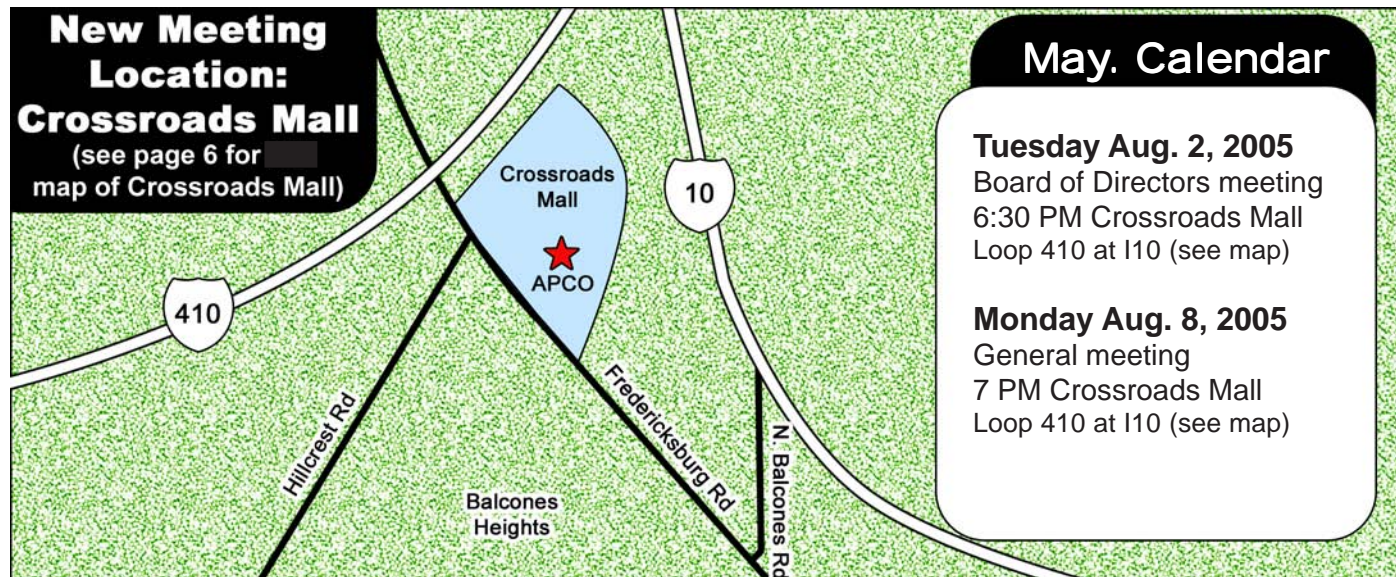 New Meeting
Location:
Crossroads Mall
(see page 6 for
map of Crossroads Mall)
May. Calendar
Tuesday Aug. 2, 2005
Board of Directors meeting
6:30 PM Crossroads Mall
Loop 410 at I10 (see map)
Monday Aug. 8, 2005
General meeting
7 PM Crossroads Mall
Loop 410 at I10 (see map)
Crossroads
Mall
APCO
10
410
Hillcrest Rd
Fredericksburg Rd
N. Balcones Rd
Balcones
Heights